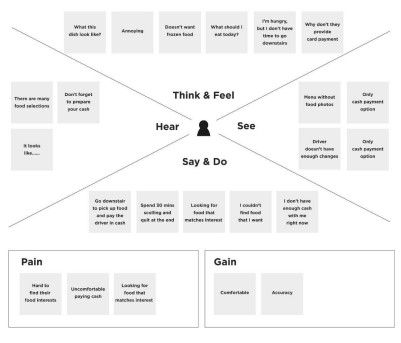 What this
dish look like?
Annoying
Doesn't want
frozen food
What should I
eat today?
I'm hungry,
but I don't have
time to go
downstairs
Why don't they
provide
card payment
There are many
food selections
Don't forget
to prepare
your cash
It looks
like......
Think & Feel
Hear
See
Say & Do
Menu without
food photos
Only
cash payment
option
Driver
doesn't have
enough changes
Only
cash payment
option
Go downstair
to pick up food
and pay the
driver in cash
Spend 30 mins
scolling and
quit at the end
Looking for
food that
matches interest
I couldn't
find food
that I want
I don't have
enough cash
with me
right now
Pain
Hard to
find their
food interests
Uncomfortable
paying cash
Looking for
food that
matches interest
Gain
Comfortable
Accuracy